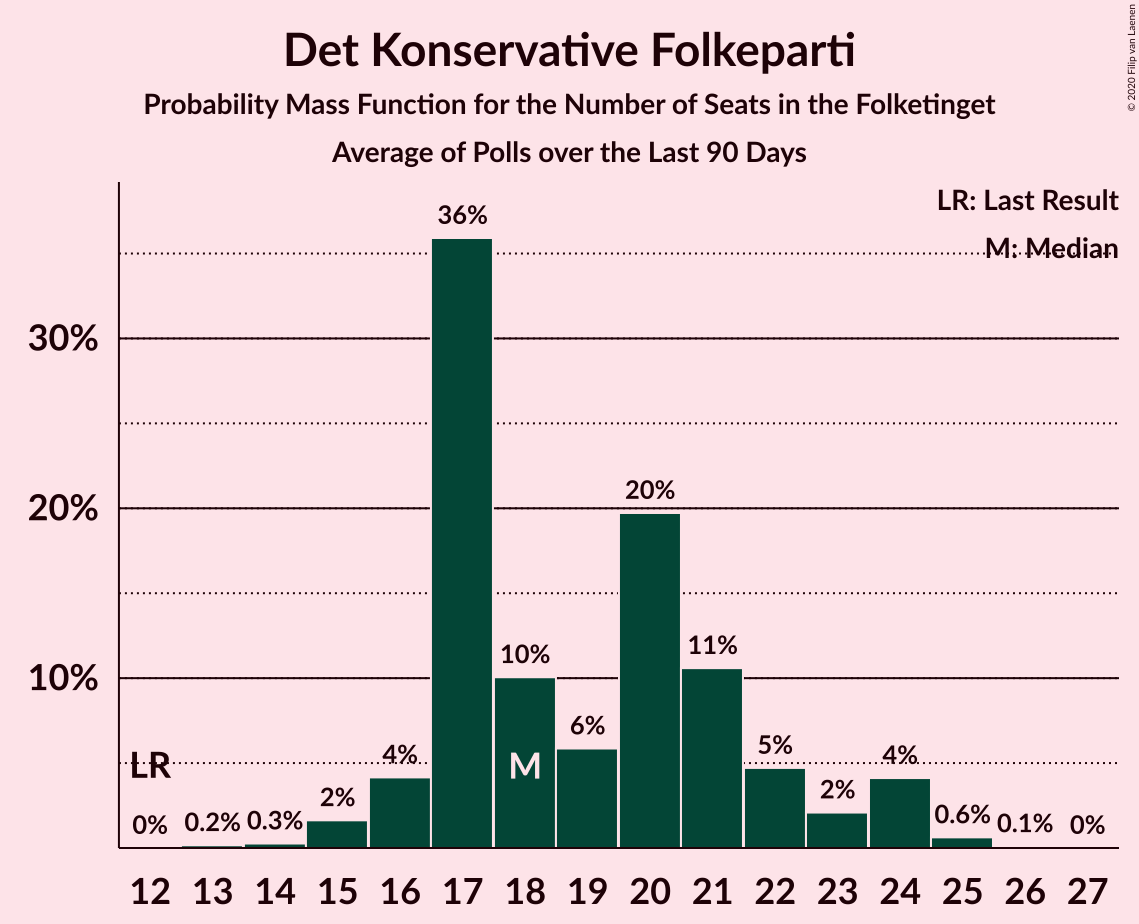 Det Konservative Folkeparti
Probability Mass Function for the Number of Seats in the Folketinget
Average of Polls over the Last 90 Days
© 2020 Filip van Laenen
LR: Last Result
M: Median
36%
30%
20%
20%
11%
10%
10%
6%
5%
4%
4%
LR
M
2%
2%
0%
0.2%
0.3%
0.6%
0.1%
0%
12 13 14 15 16 17 18 19 20 21 22 23 24 25 26 27